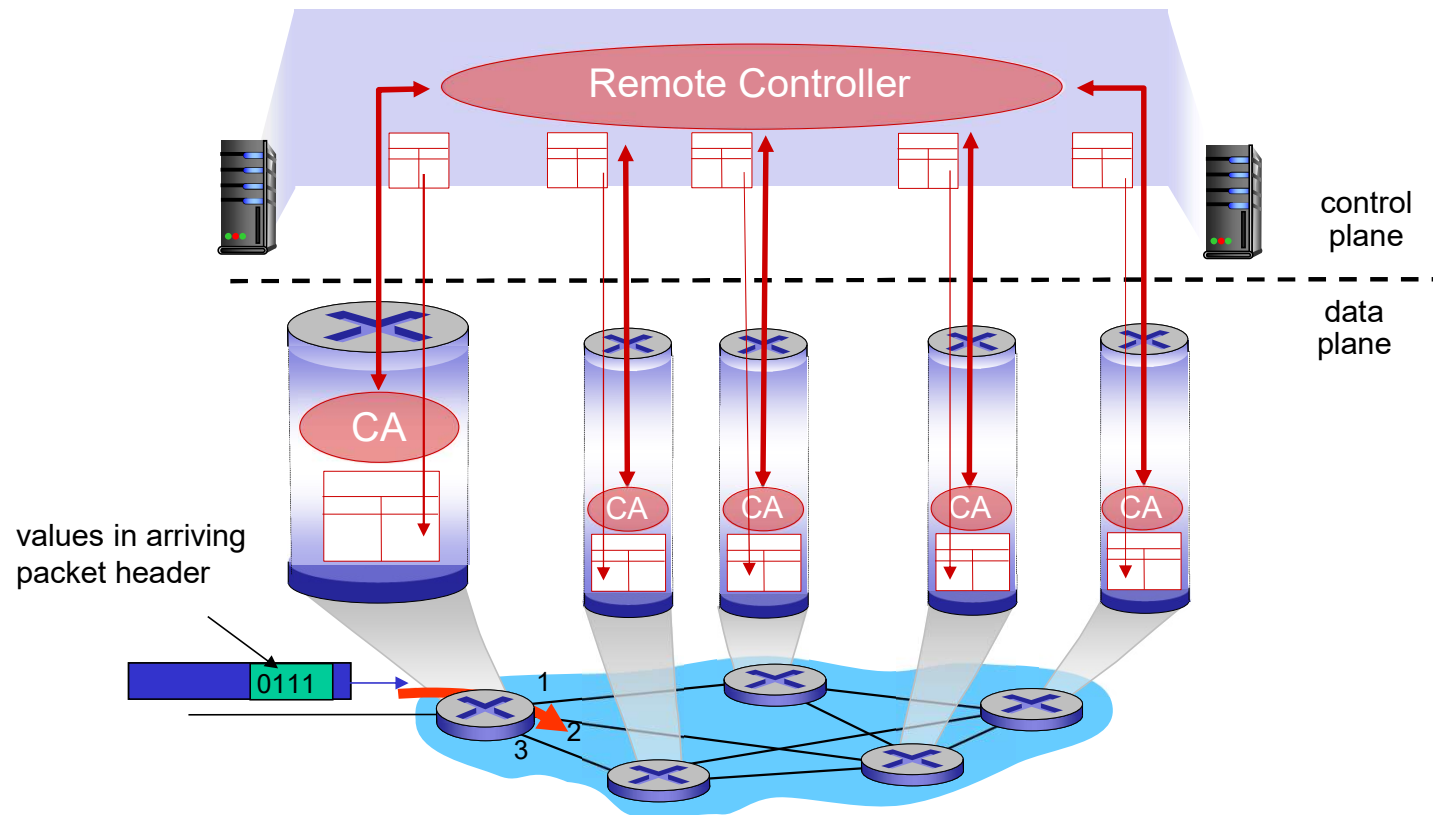 Remote Controller
control
plane
data
plane
CA
CA
CA
CA
CA
values in arriving
packet header
0111
1
2
3